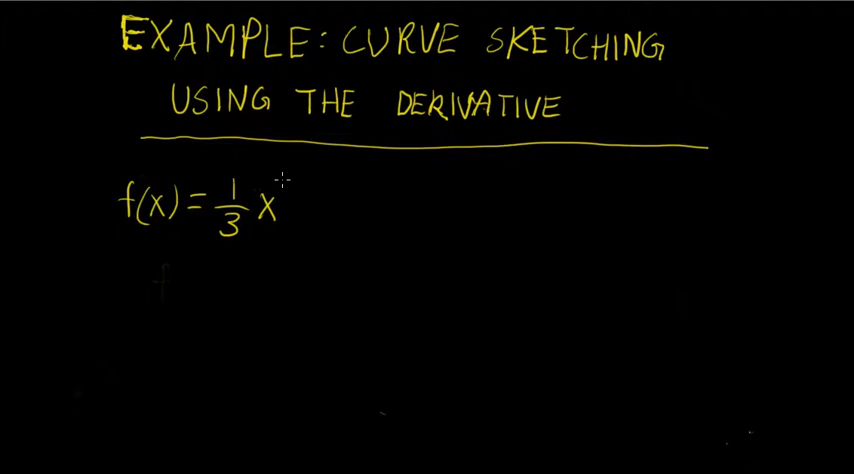 EXAMPLE: CURVE SKETCHING
USING THE DERIVATIVE
f(x) = 1/3 x
f